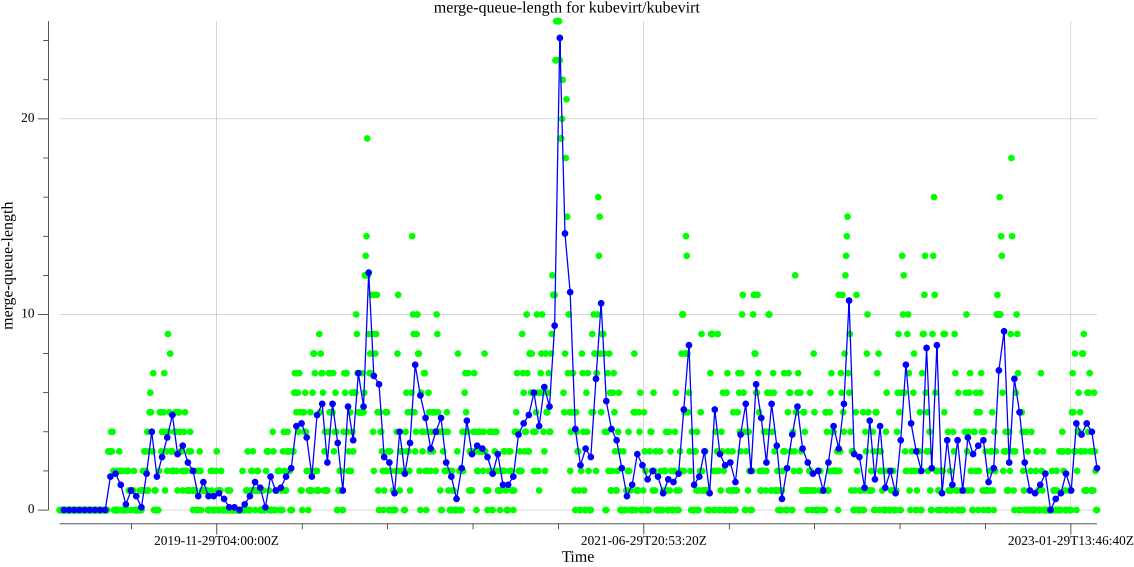 merge-queue-length for kubevirt/kubevirt
merge-queue-length
20
10
0
2019-11-29T04:00:00Z
2021-06-29T20:53:20Z
2023-01-29T13:46:40Z
Time